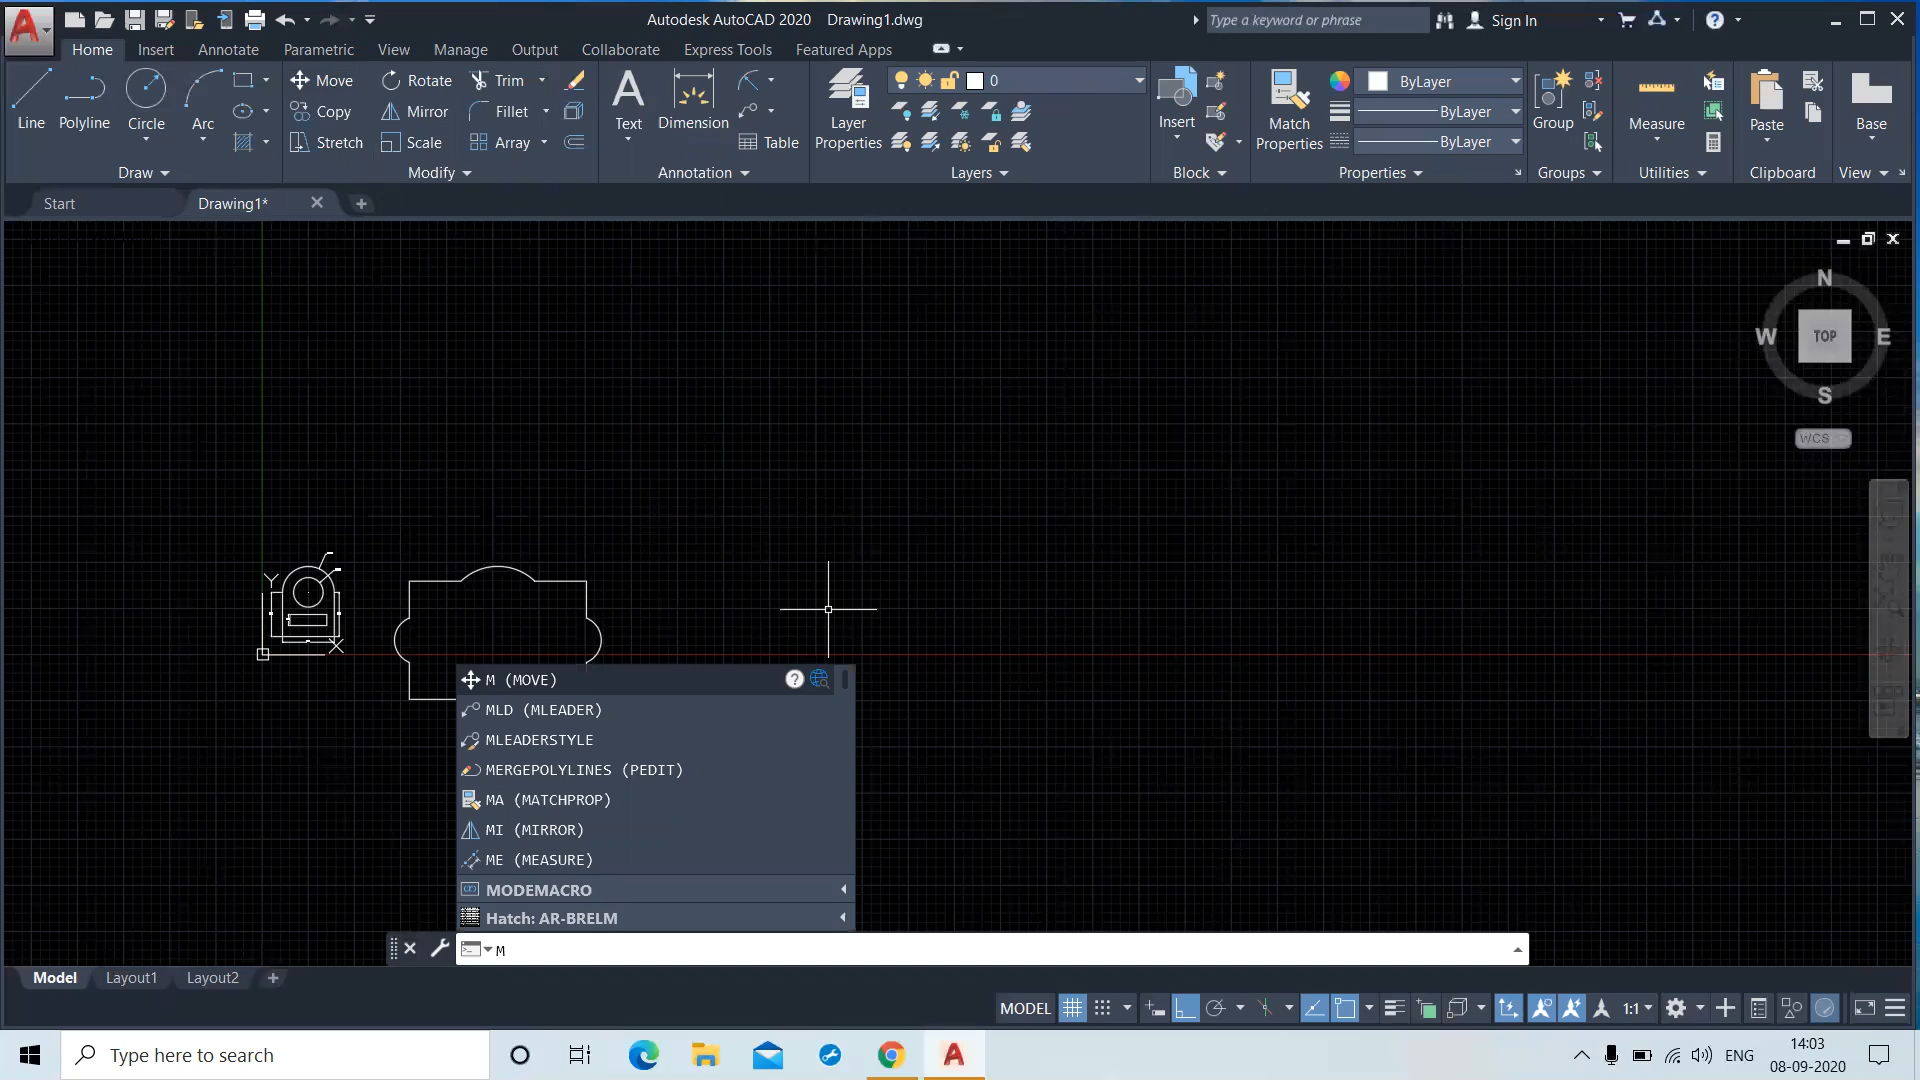 Autodesk AutoCAD 2020 Drawing1.dwg
Type a keyword or phrase
Sign In
Home Insert Annotate Parametric View Manage Output Collaborate Express Tools Featured Apps
Line Polyline Circle Arc
Move Rotate Trim
Copy Mirror Fillet
Stretch Scale Array
Text Dimension
Table
Layer
Properties
0
Insert
Match
Properties
ByLayer
ByLayer
ByLayer
Group
Measure
Paste
Base
Draw Modify Annotation Layers Block Properties Groups Utilities Clipboard View
Start Drawing1*
N
W TOP E
S
WCS
Y
X
M (MOVE)
MLD (MLEADER)
MLEADERSTYLE
MERGEPOLYLINES (PEDIT)
MA (MATCHPROP)
MI (MIRROR)
ME (MEASURE)
MODEMACRO
Hatch: AR-BRELM
M
Model Layout1 Layout2
MODEL 1:1
Type here to search
ENG
14:03
08-09-2020